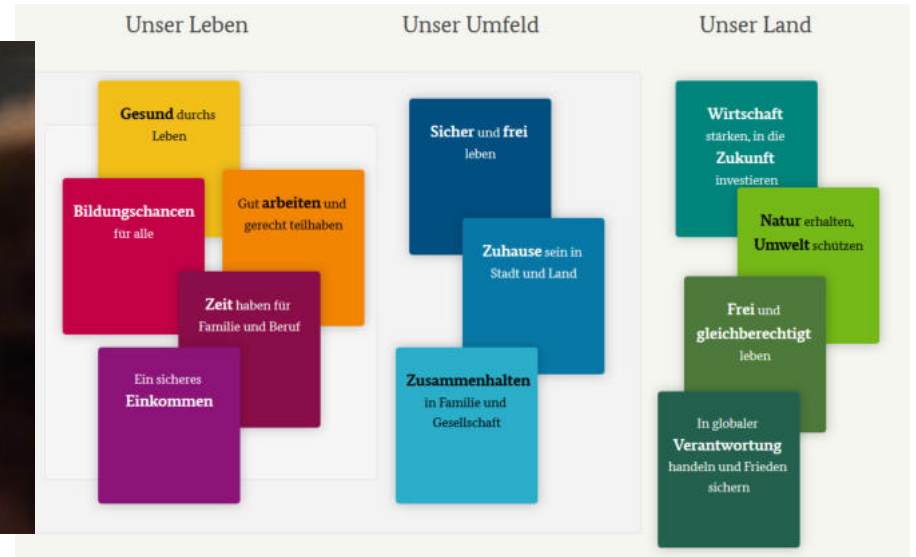 Unser Leben
Unser Umfeld
Unser Land
Gesund durchs
Leben
Bildungschancen
für alle
Gut arbeiten und
gerecht teilhaben
Zeit haben für
Familie und Beruf
Ein sicheres
Einkommen
Sicher und frei
leben
Zuhause sein in
Stadt und Land
Zusammenhalten
in Familie und
Gesellschaft
Wirtschaft
stärken, in die
Zukunft
investieren
Natur erhalten,
Umwelt schützen
Frei und
gleichberechtigt
leben
In globaler
Verantwortung
handeln und Frieden
sichern